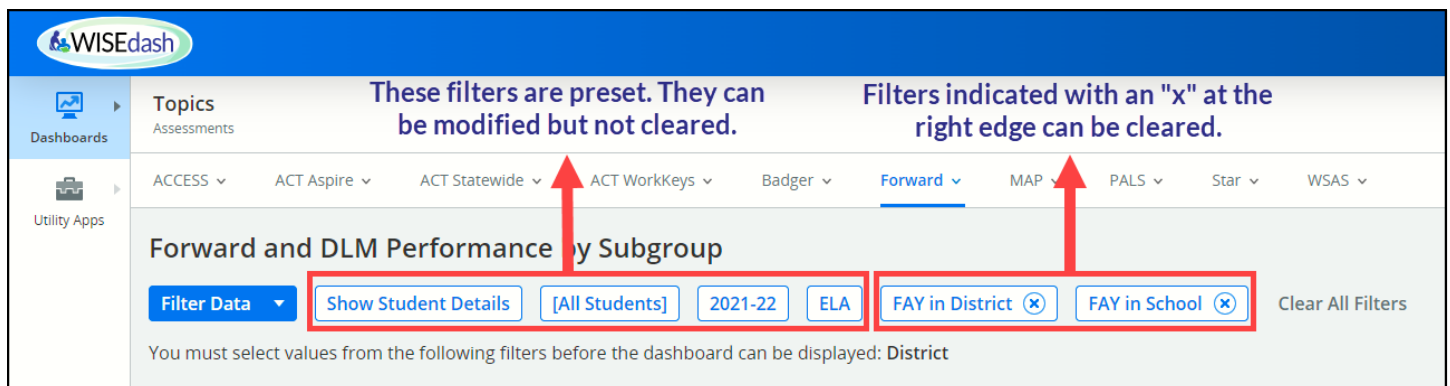 WISEdash
These filters are preset. They can
be modified but not cleared.
Filters indicated with an "x" at the
right edge can be cleared.
Dashboards
Utility Apps
Topics
Assessments
ACCESS ACT Aspire ACT Statewide ACT WorkKeys Badger Forward MAP PALS Star WSAS
Forward and DLM Performance by Subgroup
Filter Data Show Student Details [All Students] 2021-22 ELA FAY in District FAY in School Clear All Filters
You must select values from the following filters before the dashboard can be displayed: District